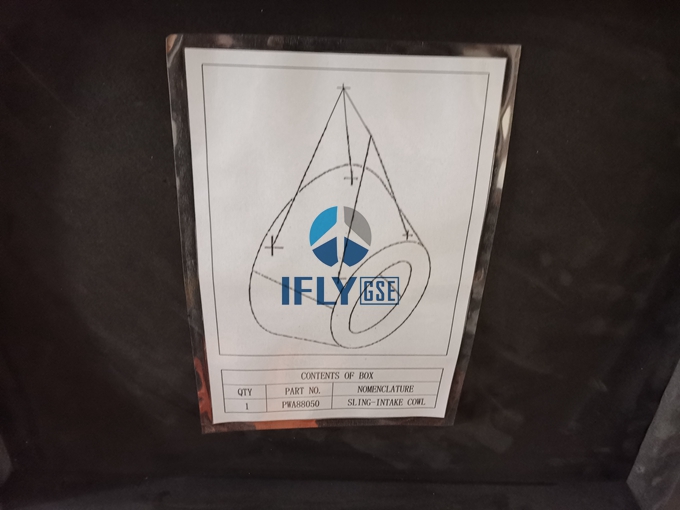 IFLY GSE
CONTENTS OF BOX
QTY PART NO. NOMENCLATURE
1 PWA88050 SLING-INTAKE COWL